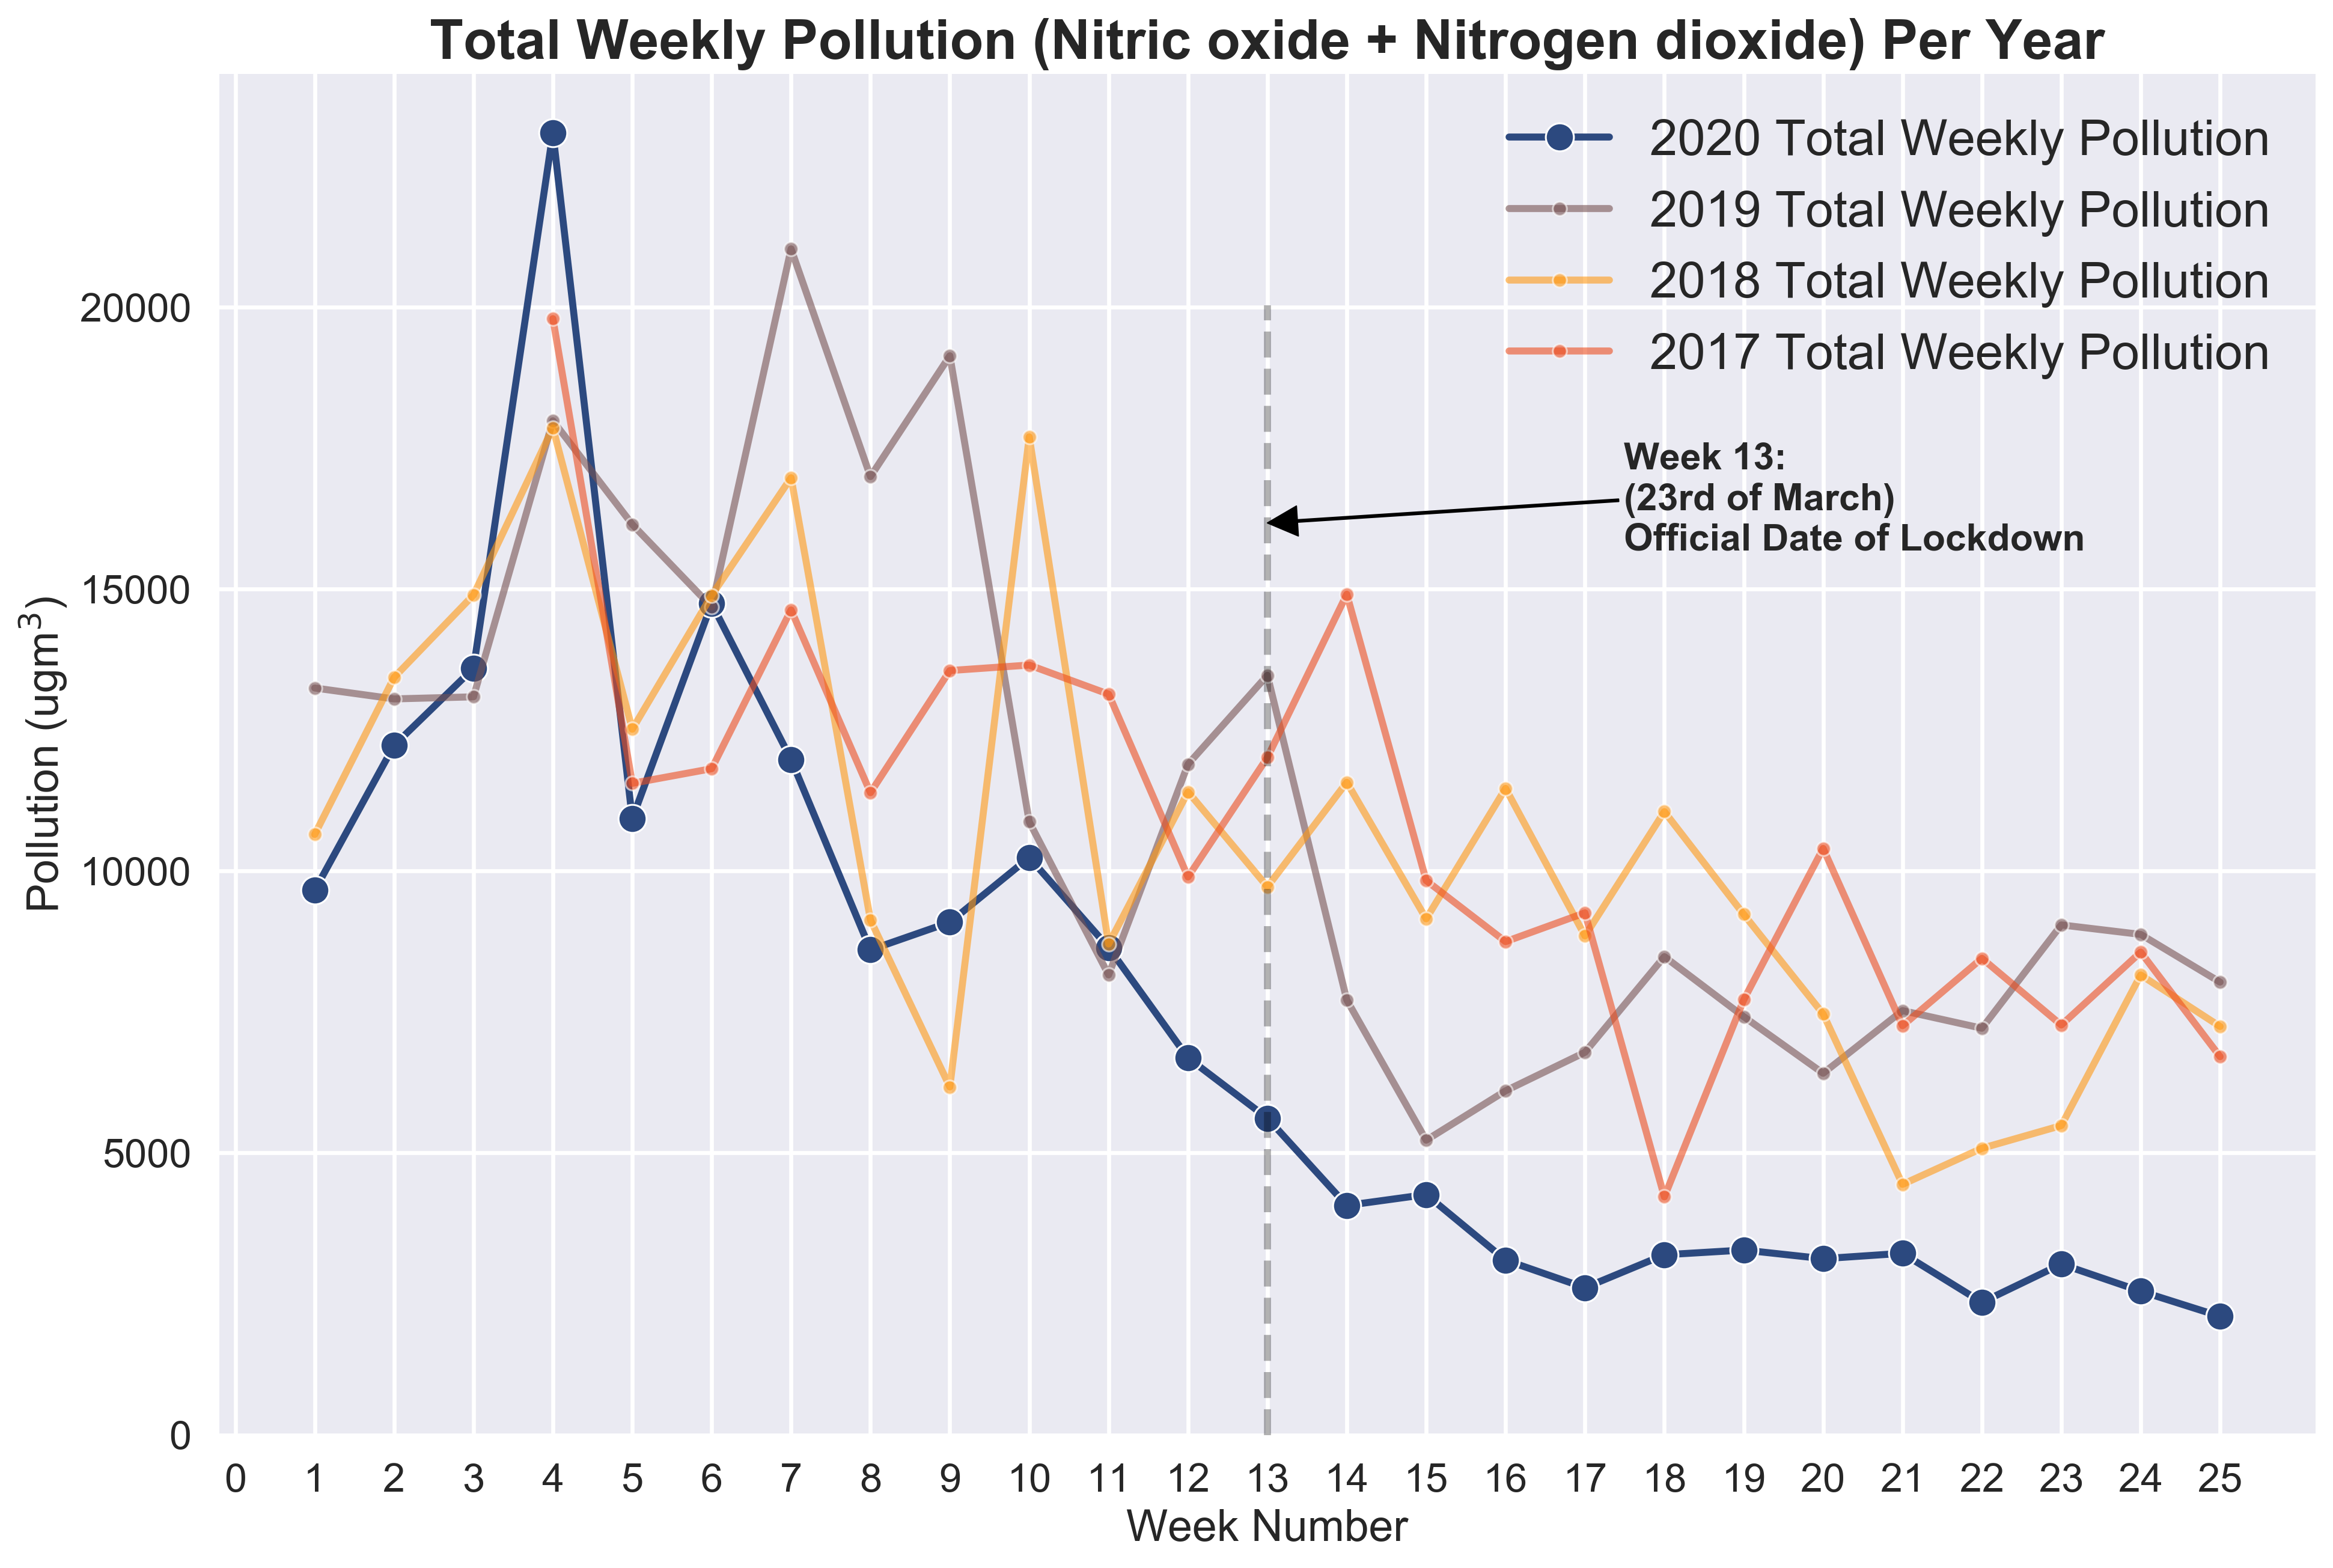 Total Weekly Pollution (Nitric oxide + Nitrogen dioxide) Per Year
2020 Total Weekly Pollution
2019 Total Weekly Pollution
2018 Total Weekly Pollution
2017 Total Weekly Pollution
Week 13:
(23rd of March)
Official Date of Lockdown
Pollution (ugm³)
20000
15000
10000
5000
0
0 1 2 3 4 5 6 7 8 9 10 11 12 13 14 15 16 17 18 19 20 21 22 23 24 25
Week Number